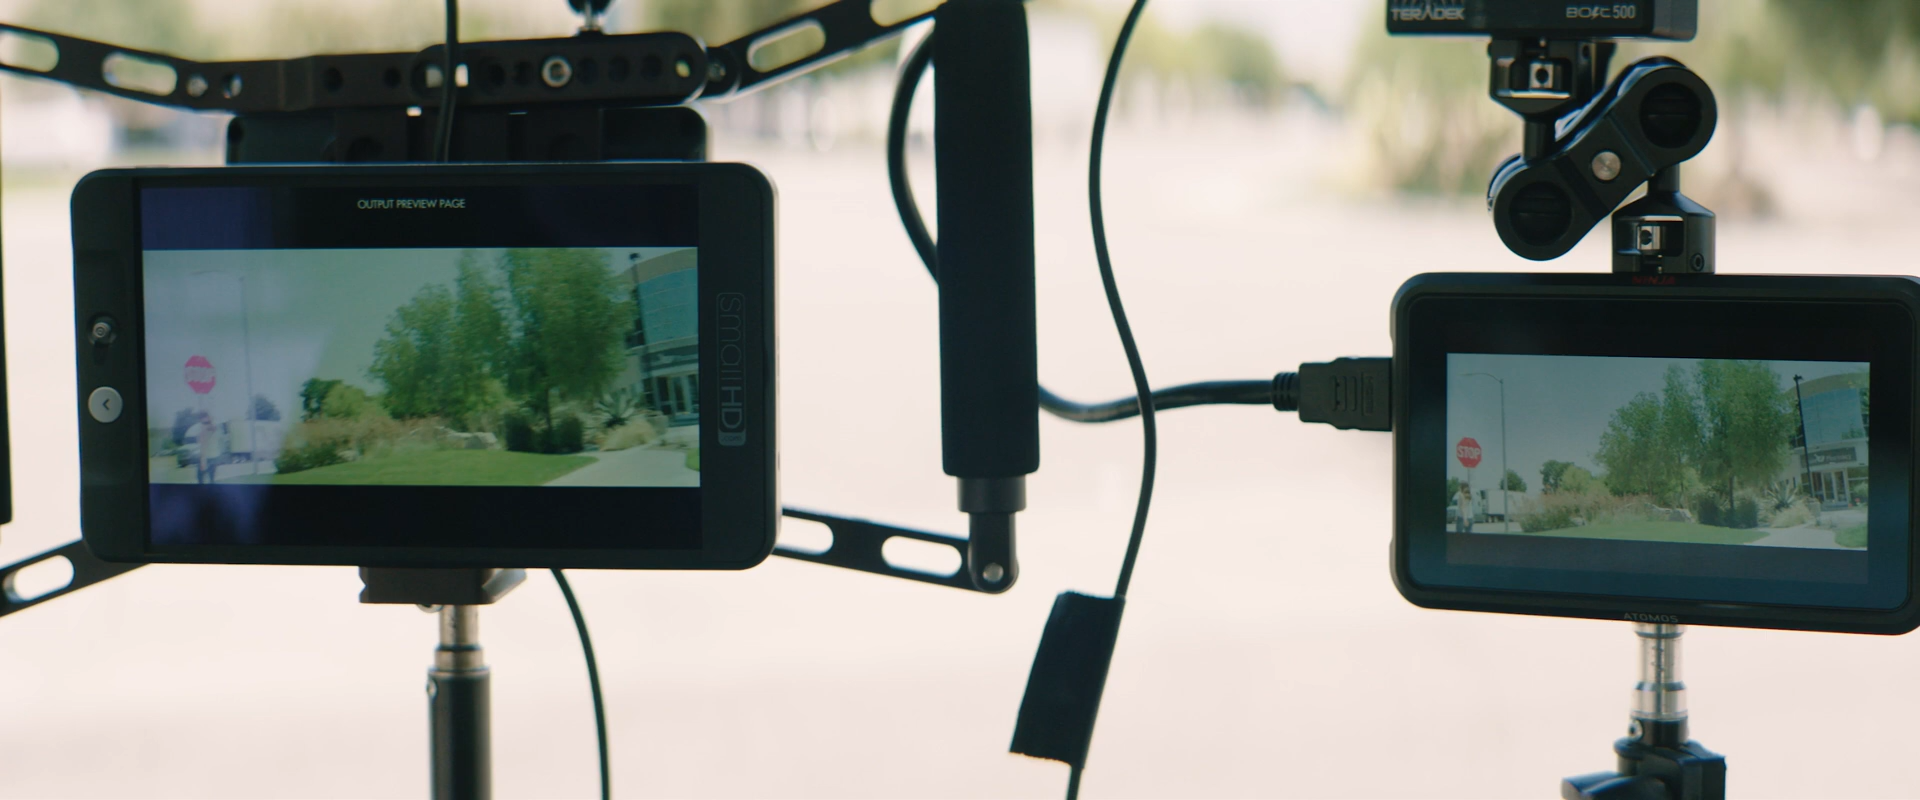 TERADEK
BOLT 500
OUTPUT PREVIEW PAGE
smallHD
STOP
STOP
ATOMOS